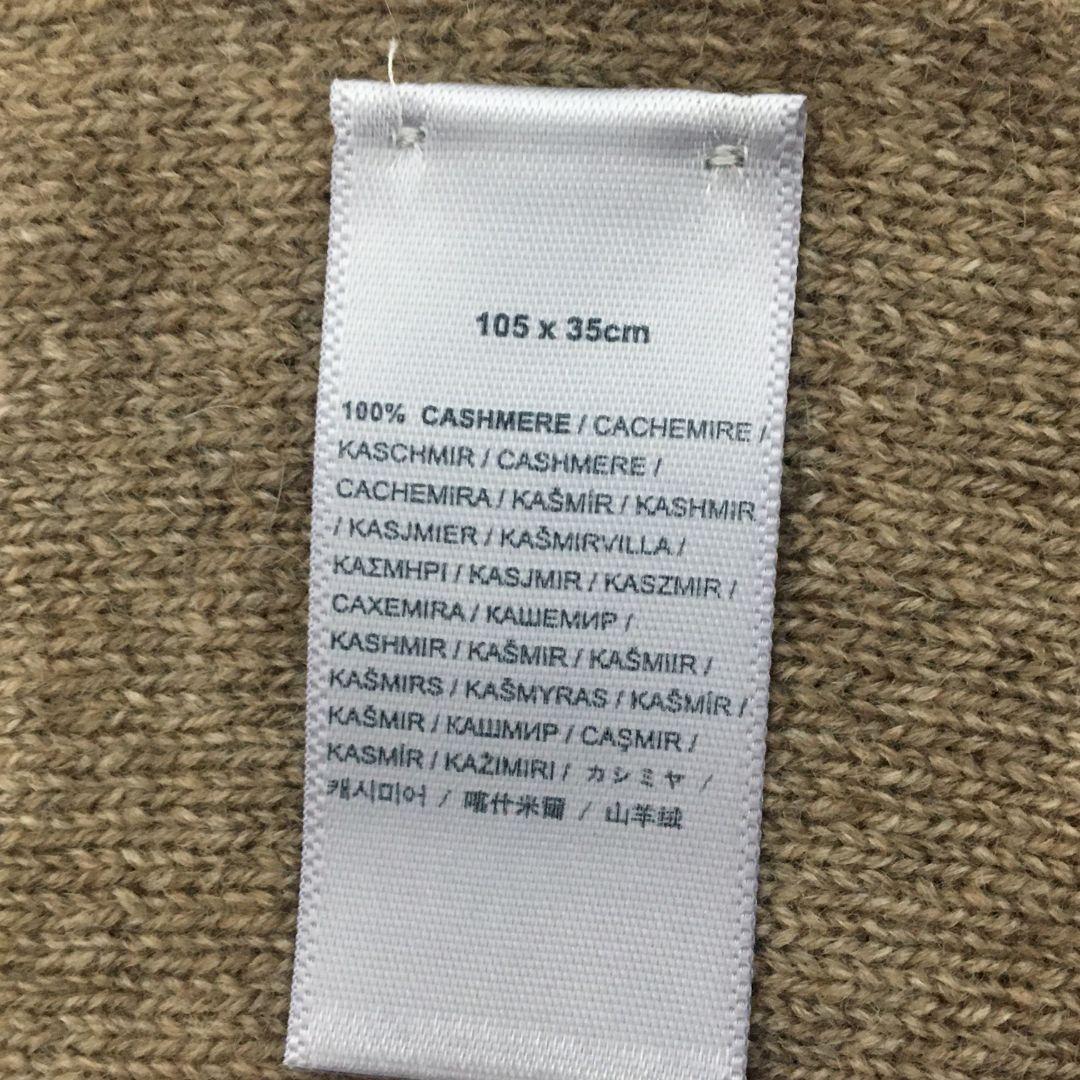 105 x 35cm
100% CASHMERE / CACHEMIRE /
KASCHMIR / CASHMERE /
CACHEMIRA / KAŠMÍR / KASHMIR
/ KASJMIER / KAŠMIRVILLA /
ΚΑΣΜΗΡΙ / KASJMIR / KASZMIR /
CAXEMIRA / КАШЕМИР /
KASHMIR / KAŠMIR / KAŠMIIR /
KAŠMIRS / KAŠMYRAS / KAŠMÍR /
KAŠMIR / КАШМИР / CAŞMIR /
KASMÍR / KAŽIMIRI / カシミヤ /
캐시미어 / 喀什米爾 / 山羊绒